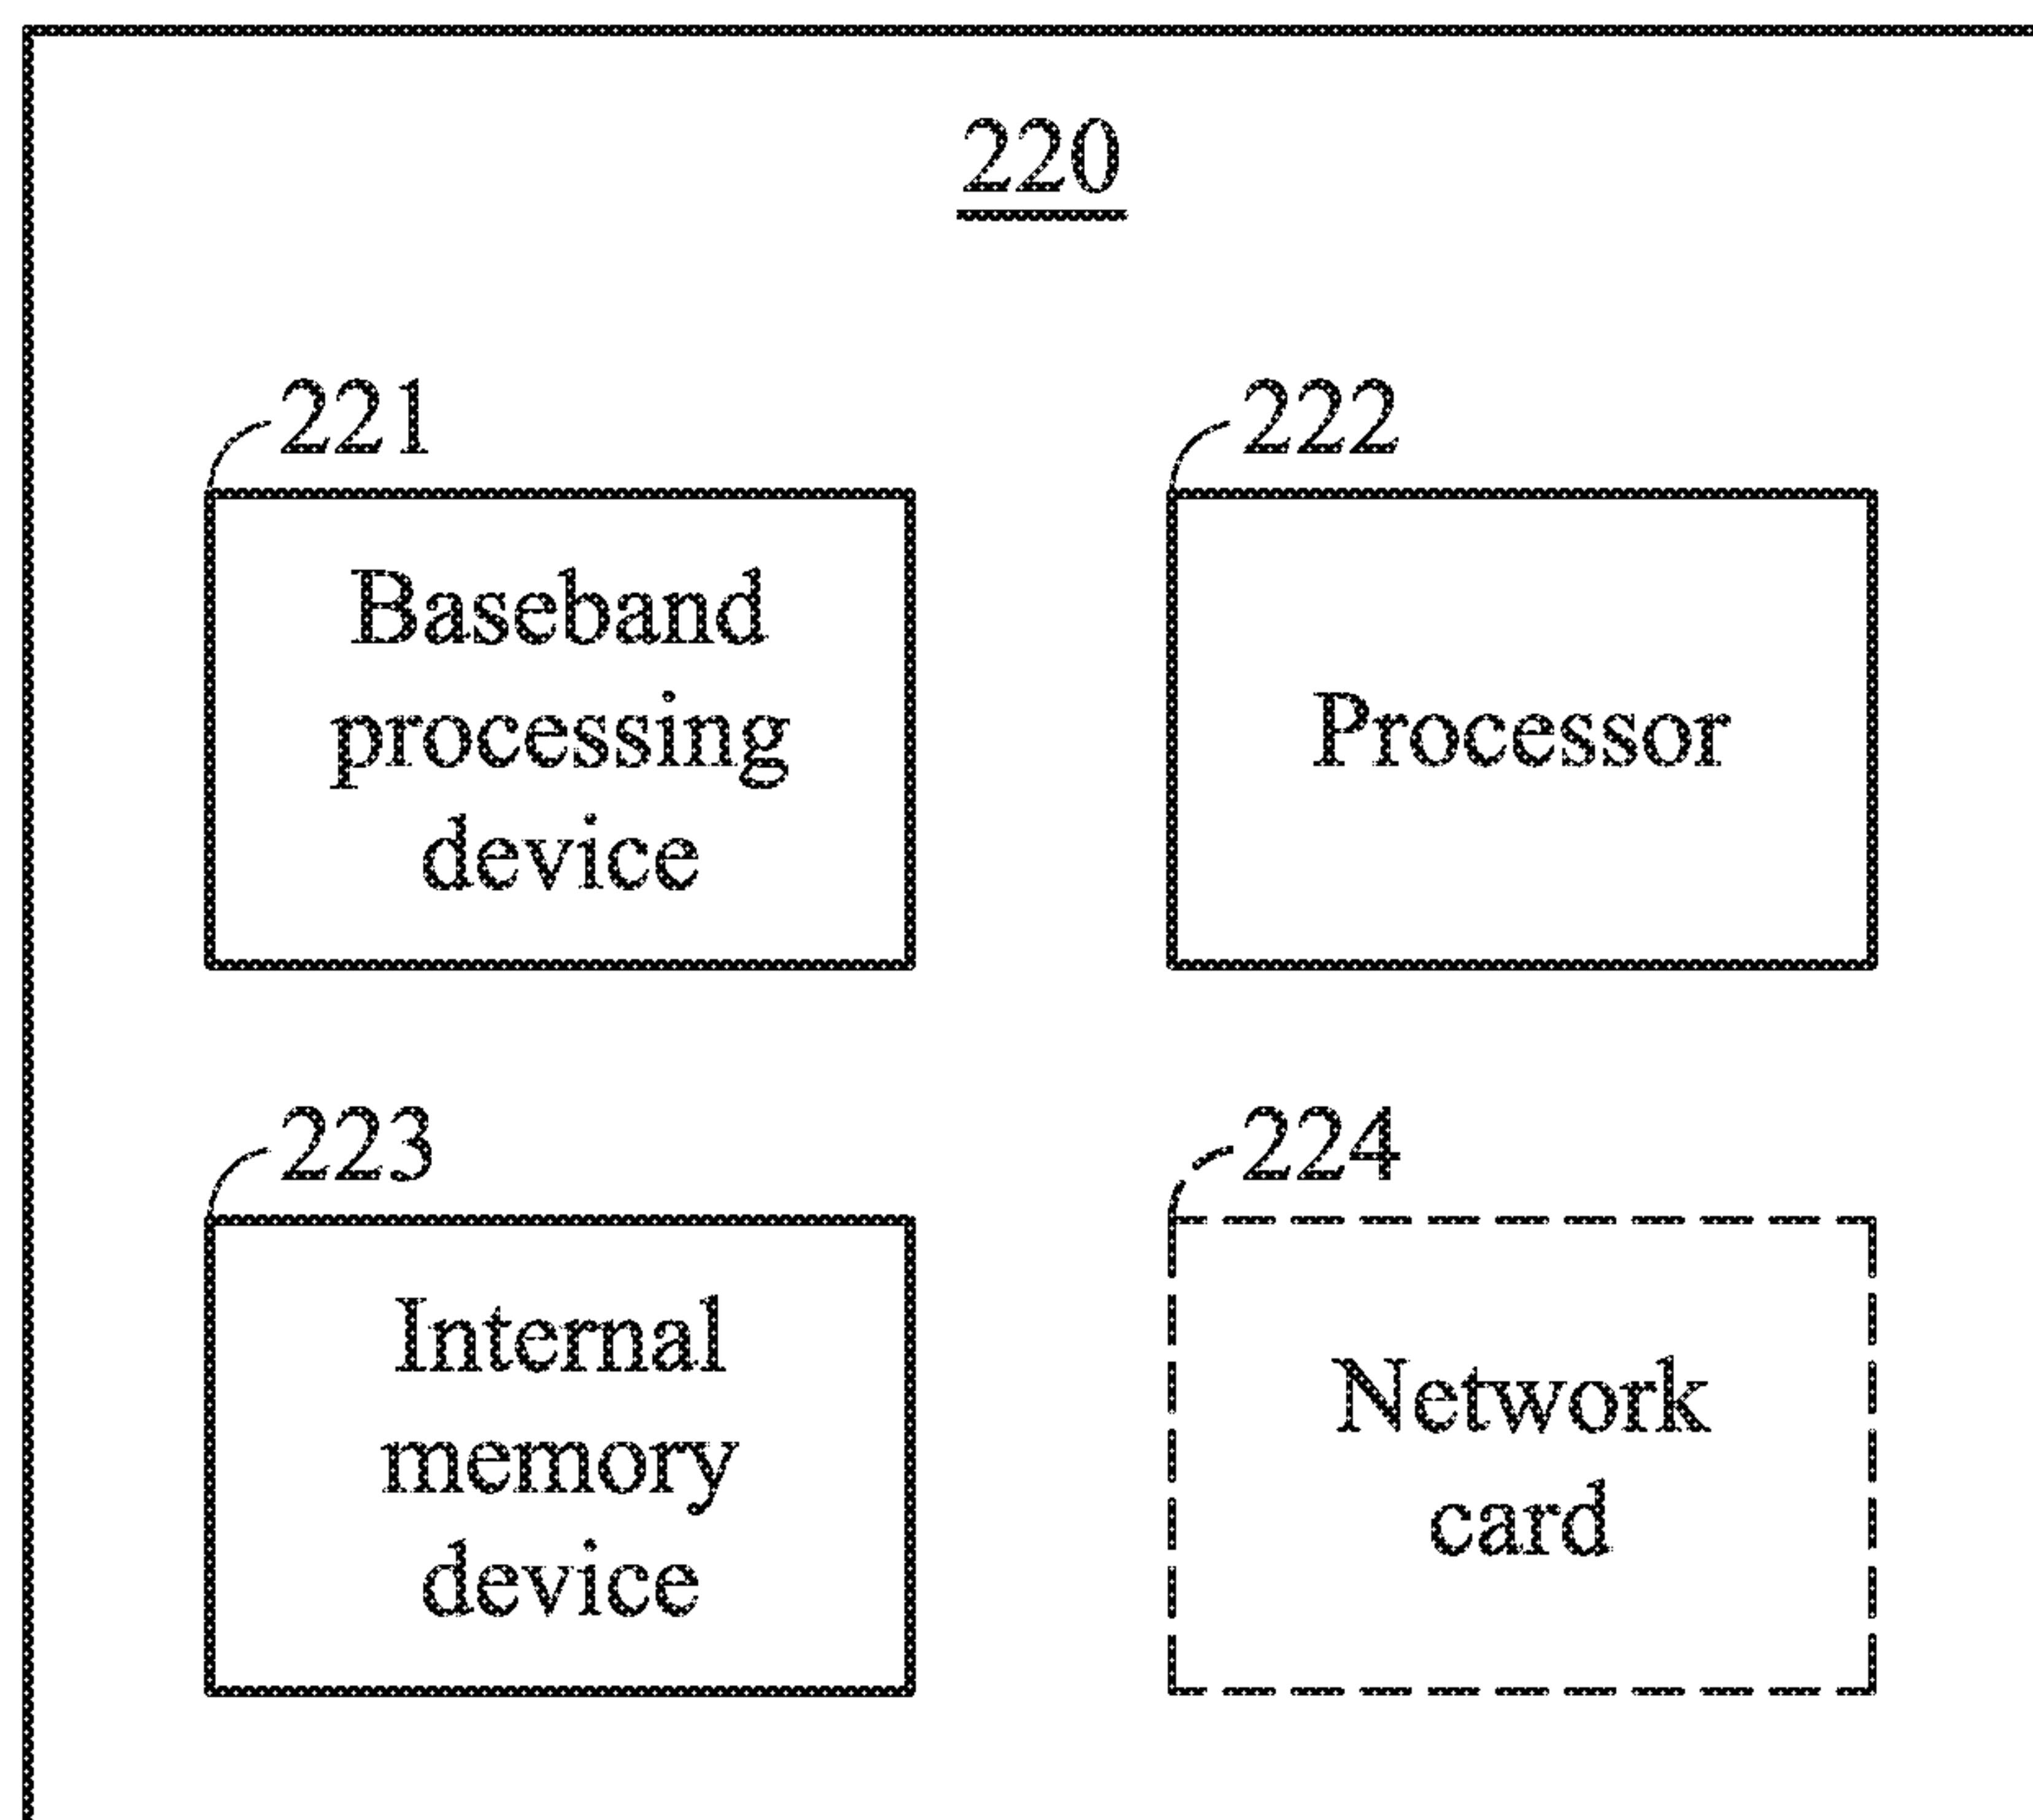 220
221
Baseband
processing
device
222
Processor
223
Internal
memory
device
224
Network
card